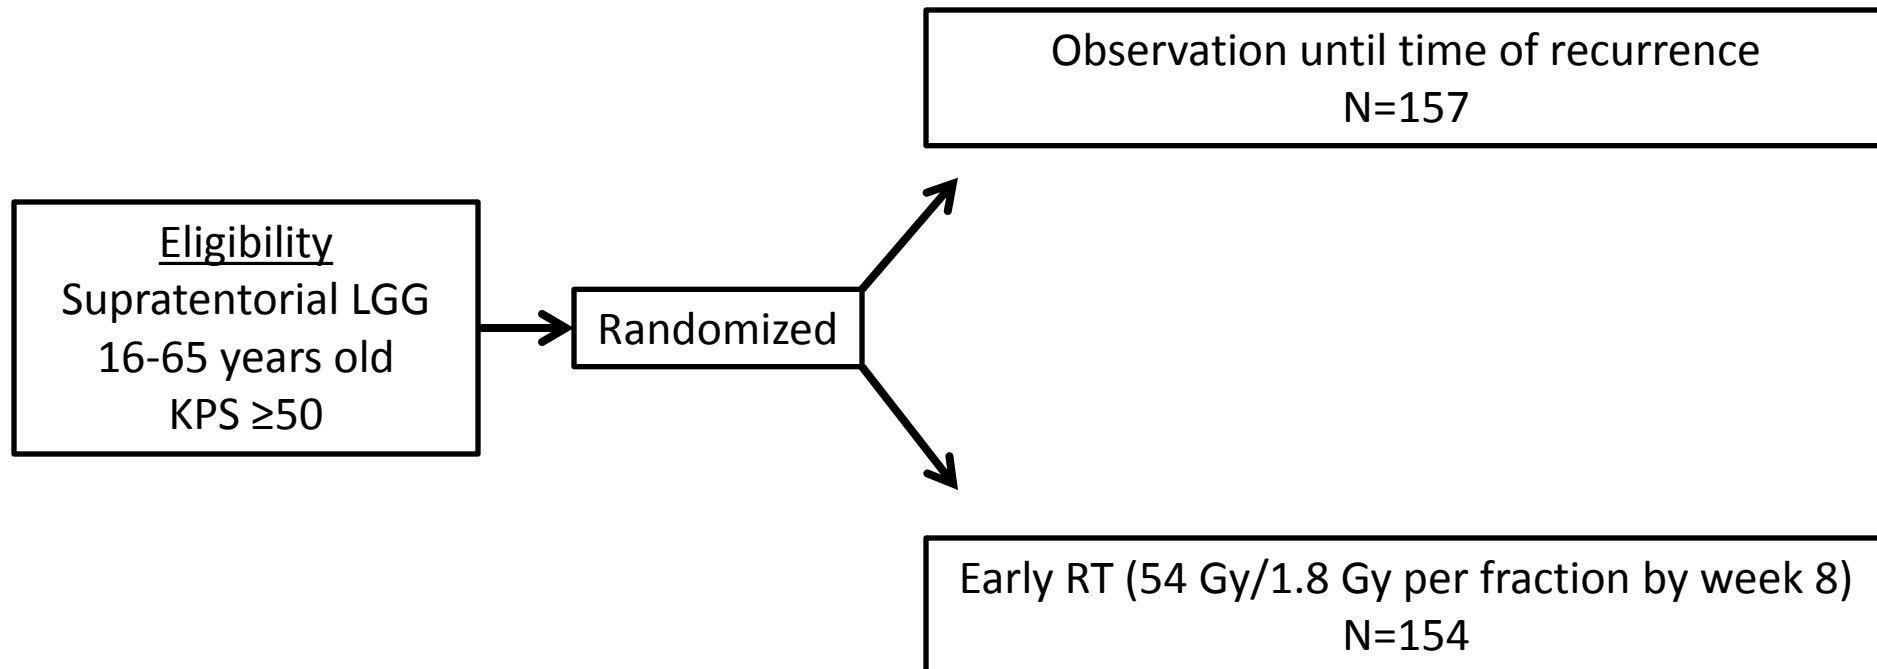 Observation until time of recurrence
N=157
Eligibility
Supratentorial LGG
16-65 years old
KPS ≥50
Randomized
Early RT (54 Gy/1.8 Gy per fraction by week 8)
N=154